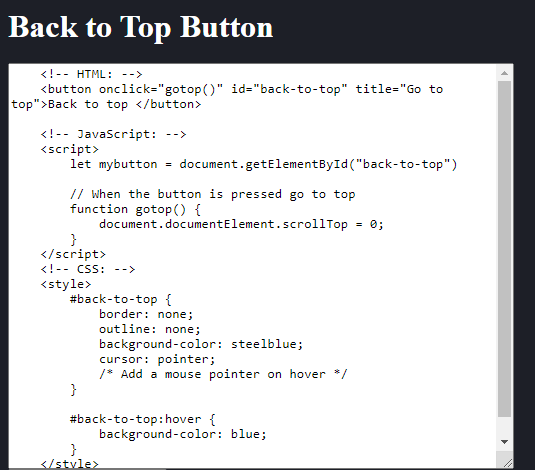 Back to Top Button
<!-- HTML: -->
<button onclick="gotop()" id="back-to-top" title="Go to
top">Back to top </button>
<!-- JavaScript: -->
<script>
let mybutton = document.getElementById("back-to-top")
// When the button is pressed go to top
function gotop() {
document.documentElement.scrollTop = 0;
}
</script>
<!-- CSS: -->
<style>
#back-to-top {
border: none;
outline: none;
background-color: steelblue;
cursor: pointer;
/* Add a mouse pointer on hover */
}
#back-to-top:hover {
background-color: blue;
}
</style>